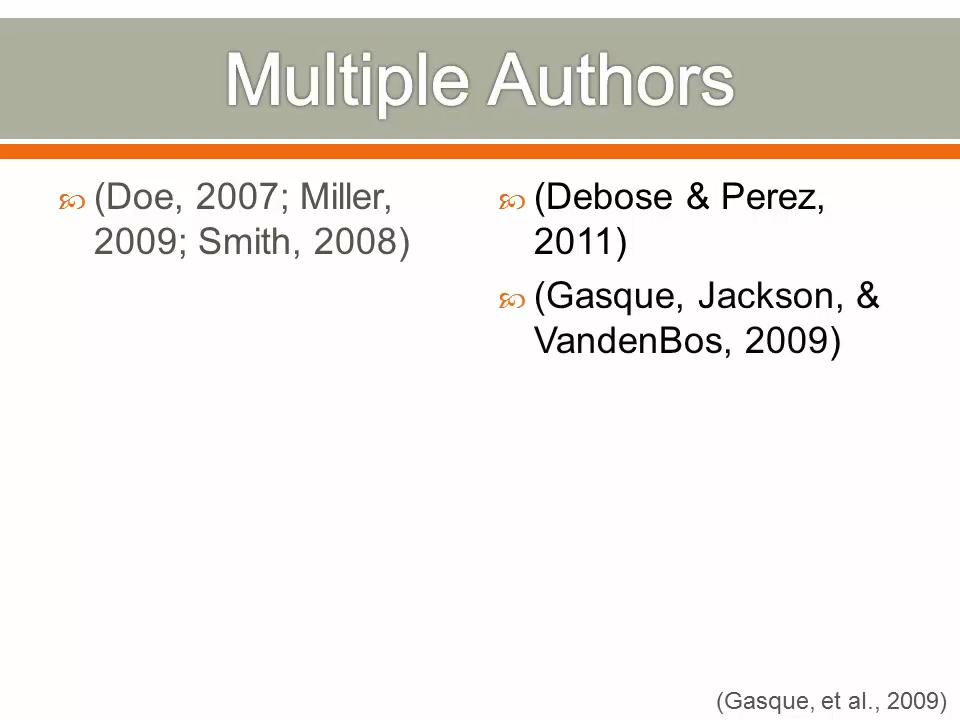 Multiple Authors
(Doe, 2007; Miller,
2009; Smith, 2008)
(Debose & Perez,
2011)
(Gasque, Jackson, &
VandenBos, 2009)
(Gasque, et al., 2009)